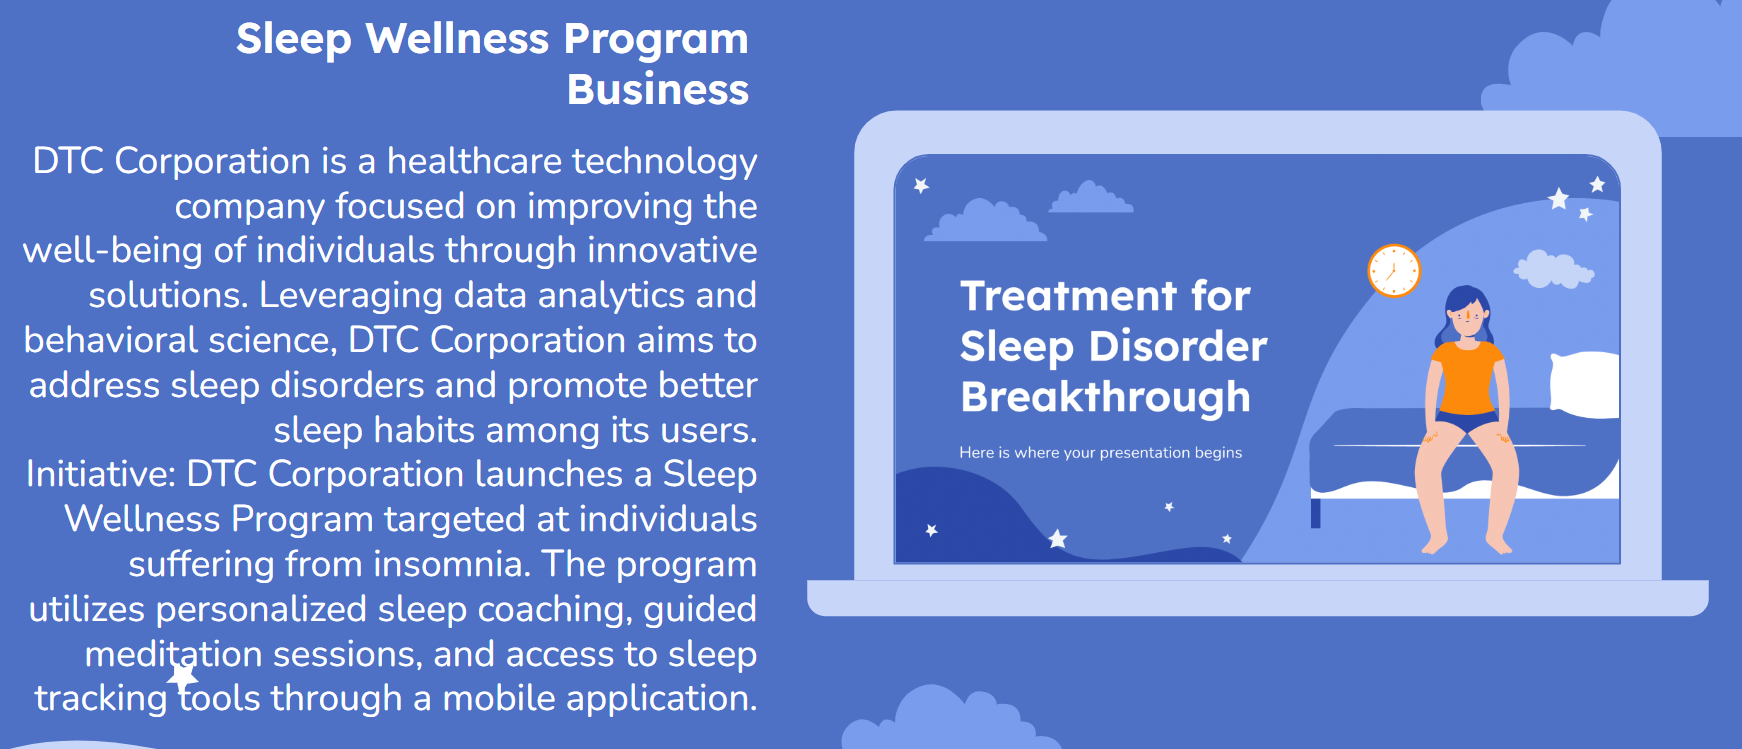 Sleep Wellness Program
Business
DTC Corporation is a healthcare technology
company focused on improving the
well-being of individuals through innovative
solutions. Leveraging data analytics and
behavioral science, DTC Corporation aims to
address sleep disorders and promote better
sleep habits among its users.
Initiative: DTC Corporation launches a Sleep
Wellness Program targeted at individuals
suffering from insomnia. The program
utilizes personalized sleep coaching, guided
meditation sessions, and access to sleep
tracking tools through a mobile application.
Treatment for
Sleep Disorder
Breakthrough
Here is where your presentation begins